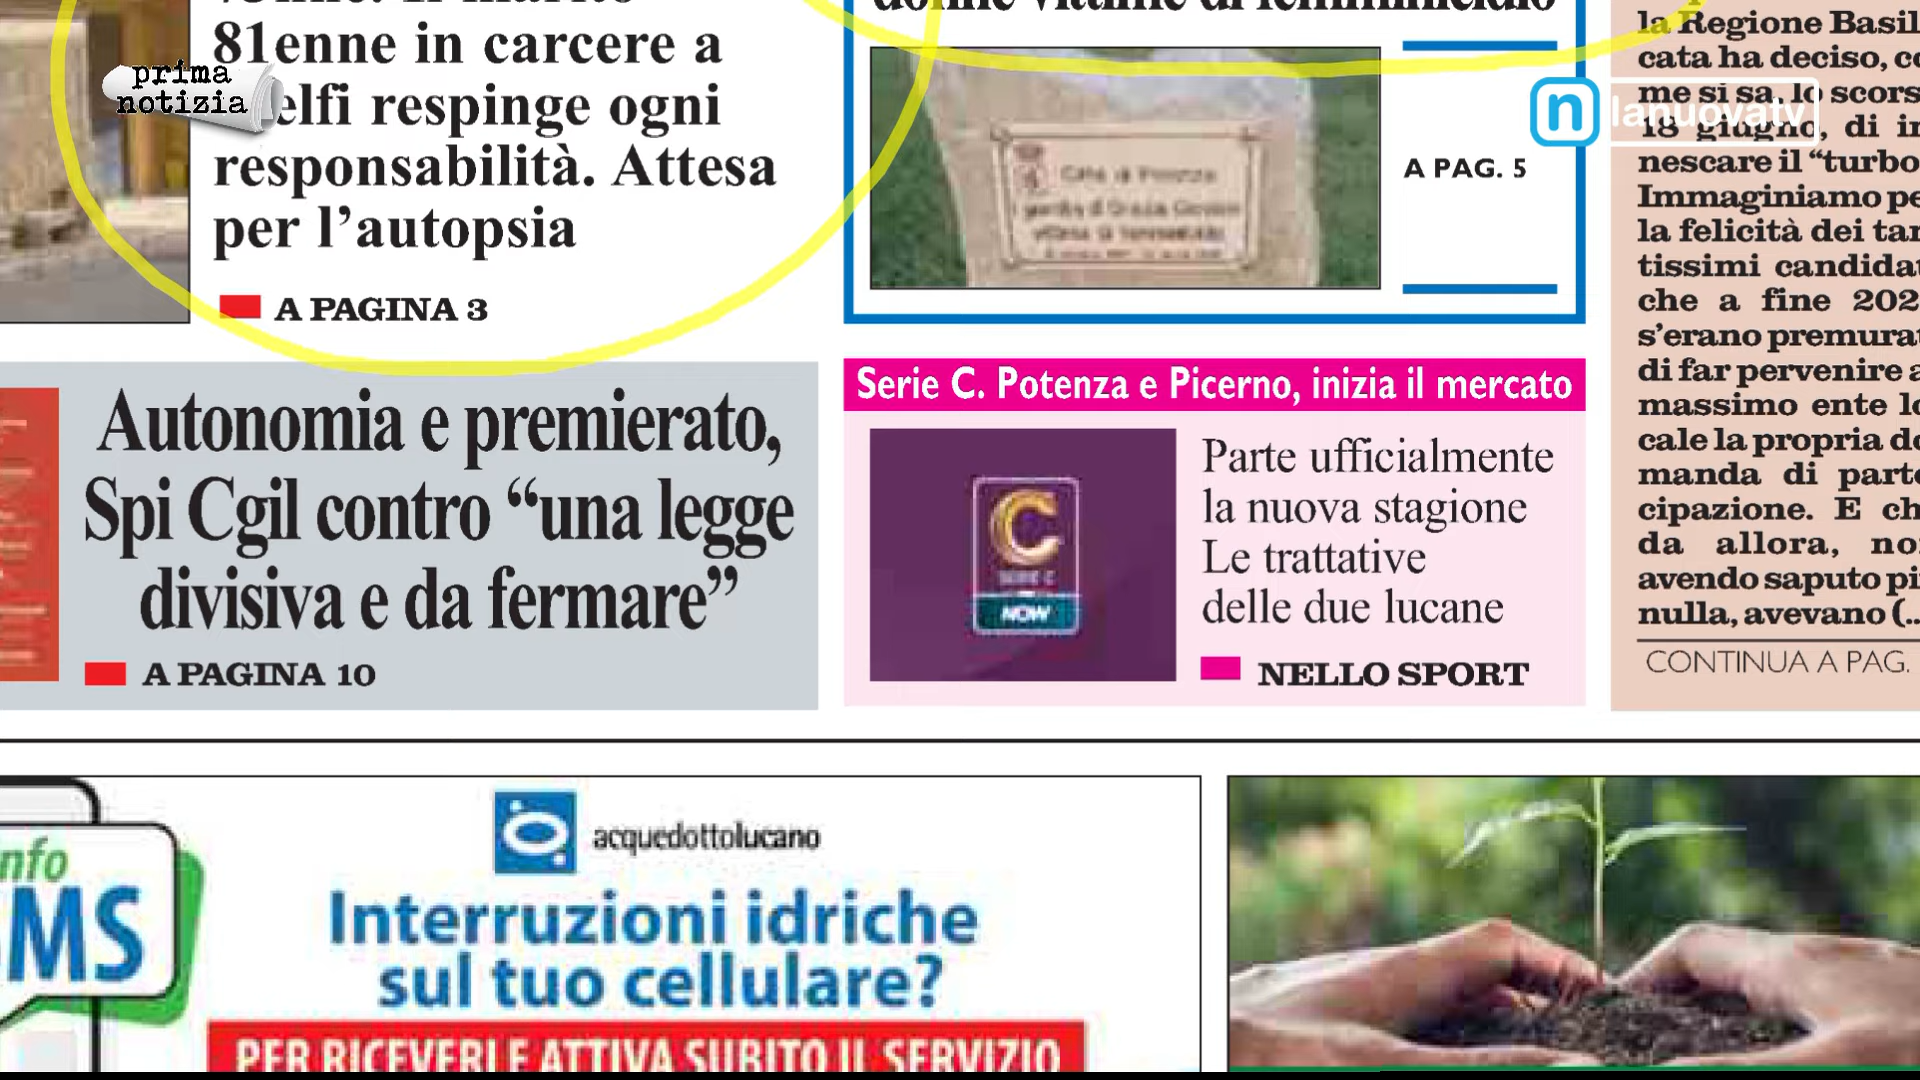 81enne in carcere a
elfi respinge ogni
responsabilità. Attesa
per l'autopsia
A PAGINA 3
prima
notizia
A PAG. 5
Città di Potenza
lanuovatv
la Regione Basil
cata ha deciso, co
me si sa, lo scors
18 giugno, di in
nescare il “turbo
Immaginiamo pe
la felicità dei tan
tissimi candidat
che a fine 202
s'erano premurat
di far pervenire a
massimo ente lo
cale la propria do
manda di parte
cipazione. E ch
da allora, no
avendo saputo pi
nulla, avevano (..
CONTINUA A PAG.
Autonomia e premierato,
Spi Cgil contro “una legge
divisiva e da fermare”
A PAGINA 10
Serie C. Potenza e Picerno, inizia il mercato
SERIE C
NOW
Parte ufficialmente
la nuova stagione
Le trattative
delle due lucane
NELLO SPORT
nfo
MS
acquedottolucano
Interruzioni idriche
sul tuo cellulare?
PER RICEVERLE ATTIVA SUBITO IL SERVIZIO